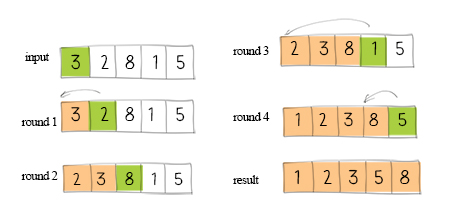 input 3 2 8 1 5
round 1 3 2 8 1 5
round 2 2 3 8 1 5
round 3 2 3 8 1 5
round 4 1 2 3 8 5
result 1 2 3 5 8